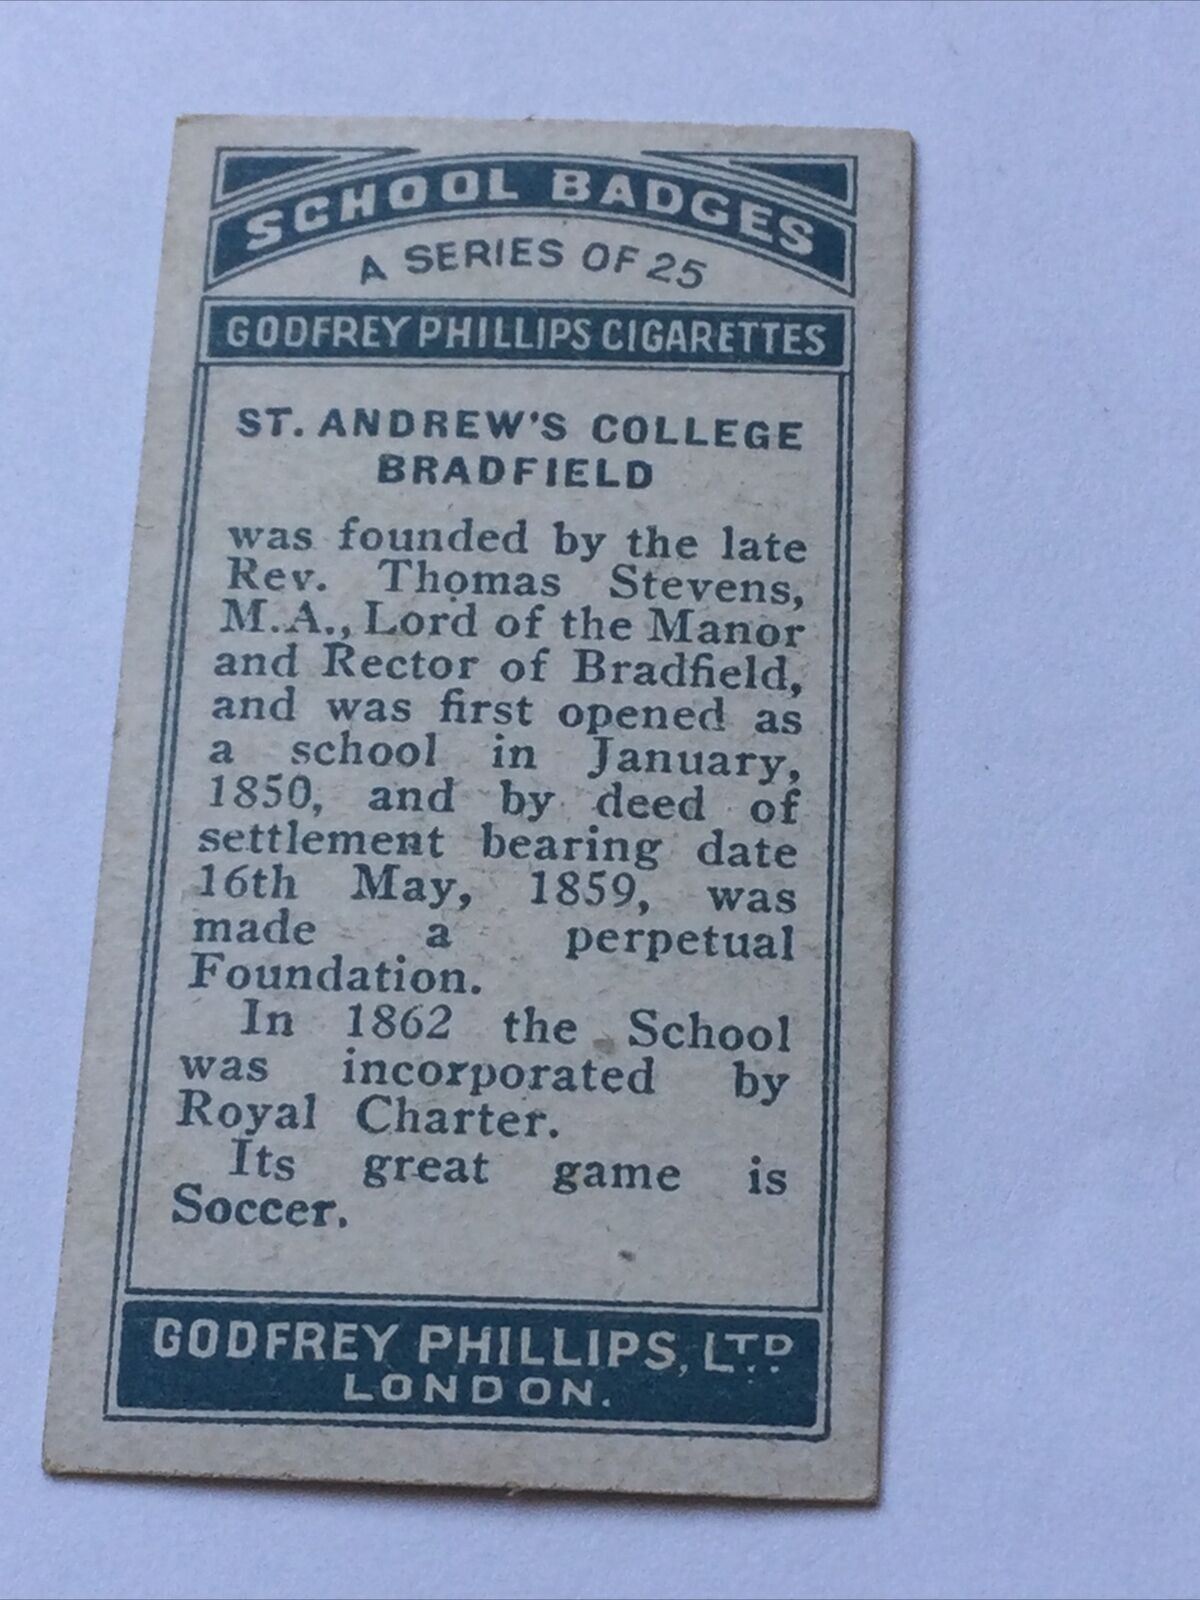 SCHOOL BADGES
A SERIES OF 25
GODFREY PHILLIPS CIGARETTES
ST. ANDREW'S COLLEGE
BRADFIELD
was founded by the late
Rev. Thomas Stevens,
M.A., Lord of the Manor
and Rector of Bradfield,
and was first opened as
a school in January,
1850, and by deed of
settlement bearing date
16th May, 1859, was
made a perpetual
Foundation.
In 1862 the School
was incorporated by
Royal Charter.
Its great game is
Soccer.
GODFREY PHILLIPS, LTD.
LONDON.